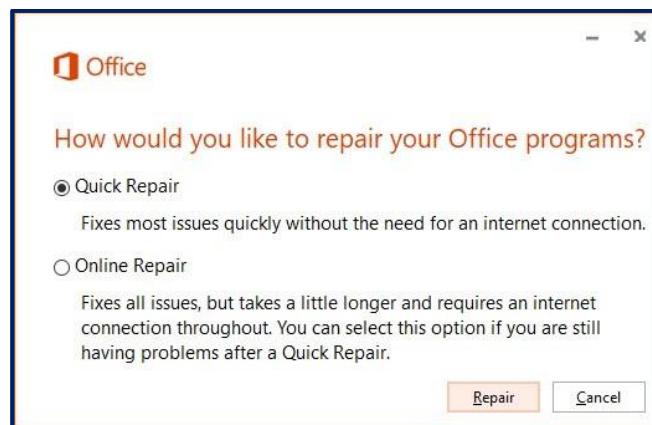 Office
How would you like to repair your Office programs?
Quick Repair
Fixes most issues quickly without the need for an internet connection.
Online Repair
Fixes all issues, but takes a little longer and requires an internet
connection throughout. You can select this option if you are still
having problems after a Quick Repair.
Repair Cancel